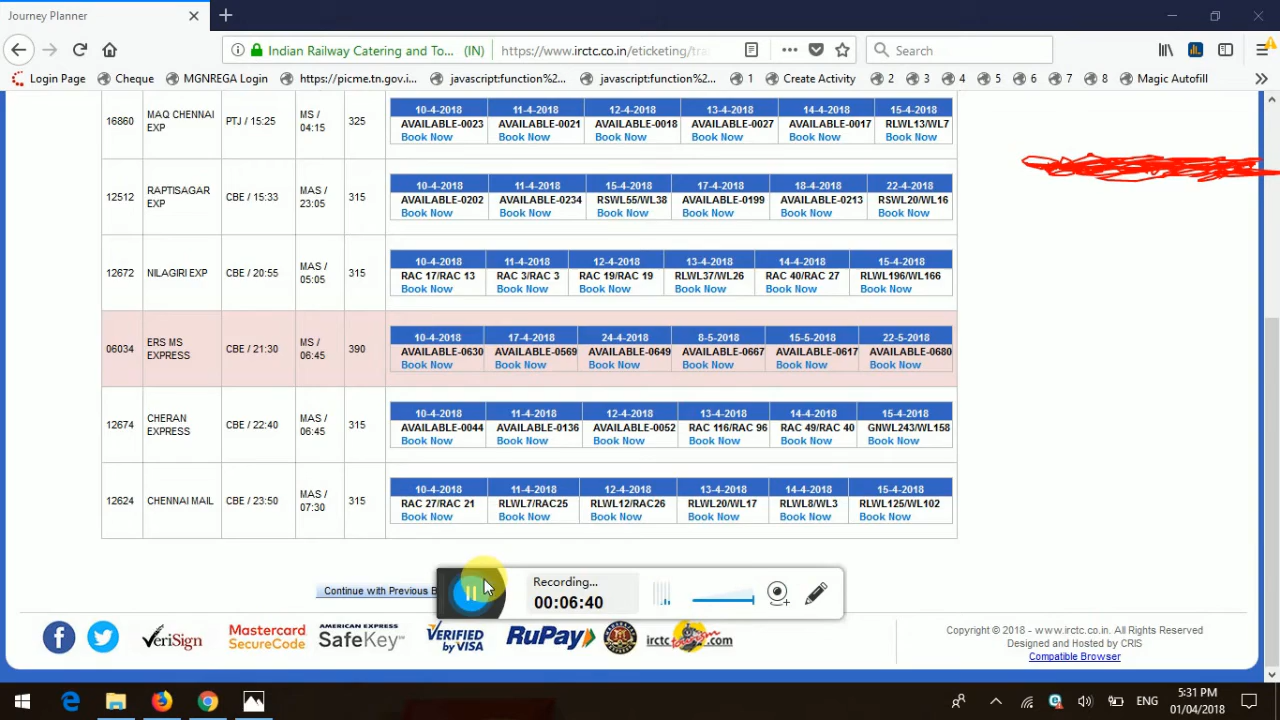 Journey Planner
Indian Railway Catering and To... (IN)
https://www.irctc.co.in/eticketing/tra
Search
Login Page
Cheque
MGNREGA Login
https://picme.tn.gov.i...
javascript:function%2...
javascript:function%2...
1
Create Activity
2
3
4
5
6
7
8
Magic Autofill
16860 MAQ CHENNAI EXP PTJ / 15:25 MS / 04:15 325
10-4-2018 11-4-2018 12-4-2018 13-4-2018 14-4-2018 15-4-2018
AVAILABLE-0023 AVAILABLE-0021 AVAILABLE-0018 AVAILABLE-0027 AVAILABLE-0017 RLWL13/WL7
Book Now Book Now Book Now Book Now Book Now Book Now
12512 RAPTISAGAR EXP CBE / 15:33 MAS / 23:05 315
10-4-2018 11-4-2018 15-4-2018 17-4-2018 18-4-2018 22-4-2018
AVAILABLE-0202 AVAILABLE-0234 RSWL55/WL38 AVAILABLE-0199 AVAILABLE-0213 RSWL20/WL16
Book Now Book Now Book Now Book Now Book Now Book Now
12672 NILAGIRI EXP CBE / 20:55 MAS / 05:05 315
10-4-2018 11-4-2018 12-4-2018 13-4-2018 14-4-2018 15-4-2018
RAC 17/RAC 13 RAC 3/RAC 3 RAC 19/RAC 19 RLWL37/WL26 RAC 40/RAC 27 RLWL196/WL166
Book Now Book Now Book Now Book Now Book Now Book Now
06034 ERS MS EXPRESS CBE / 21:30 MS / 06:45 390
10-4-2018 17-4-2018 24-4-2018 8-5-2018 15-5-2018 22-5-2018
AVAILABLE-0630 AVAILABLE-0569 AVAILABLE-0649 AVAILABLE-0667 AVAILABLE-0617 AVAILABLE-0680
Book Now Book Now Book Now Book Now Book Now Book Now
12674 CHERAN EXPRESS CBE / 22:40 MAS / 06:45 315
10-4-2018 11-4-2018 12-4-2018 13-4-2018 14-4-2018 15-4-2018
AVAILABLE-0044 AVAILABLE-0136 AVAILABLE-0052 RAC 116/RAC 96 RAC 49/RAC 40 GNWL243/WL158
Book Now Book Now Book Now Book Now Book Now Book Now
12624 CHENNAI MAIL CBE / 23:50 MAS / 07:30 315
10-4-2018 11-4-2018 12-4-2018 13-4-2018 14-4-2018 15-4-2018
RAC 27/RAC 21 RLWL7/RAC25 RLWL12/RAC26 RLWL20/WL17 RLWL8/WL3 RLWL125/WL102
Book Now Book Now Book Now Book Now Book Now Book Now
Continue with Previous B
Recording...
00:06:40
VeriSign
Mastercard SecureCode
AMERICAN EXPRESS SafeKey
VERIFIED by VISA
RuPay
irctc tourism .com
Copyright © 2018 - www.irctc.co.in. All Rights Reserved
Designed and Hosted by CRIS
Compatible Browser
ENG
5:31 PM
01/04/2018